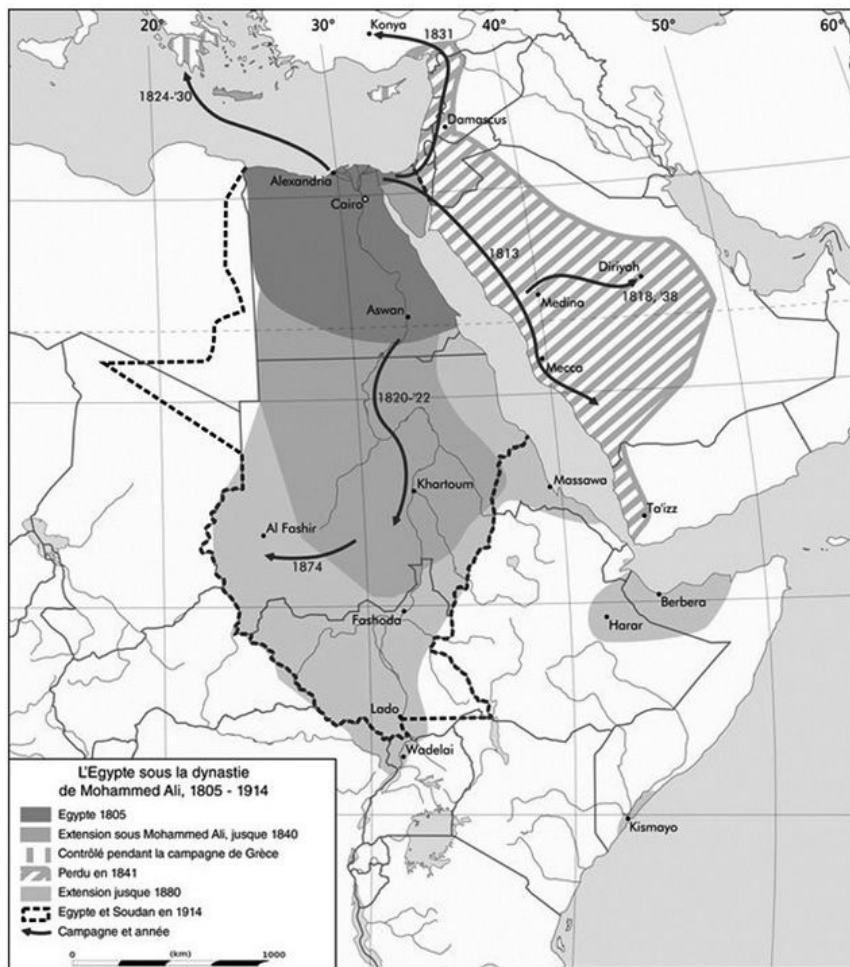 20°
30°
40°
50°
60°
Konya
1831
1824-'30
Damascus
Alexandria
Cairo
1813
Diriyah
1818, '38
Medina
Aswan
Mecca
1820-'22
Khartoum
Massawa
Al Fashir
Ta'izz
1874
Berbera
Fashoda
Harar
Lado
Wadelai
Kismayo
L'Egypte sous la dynastie
de Mohammed Ali, 1805 - 1914
Egypte 1805
Extension sous Mohammed Ali, jusque 1840
Contrôlé pendant la campagne de Grèce
Perdu en 1841
Extension jusque 1880
Egypte et Soudan en 1914
Campagne et année
0 (km) 1000